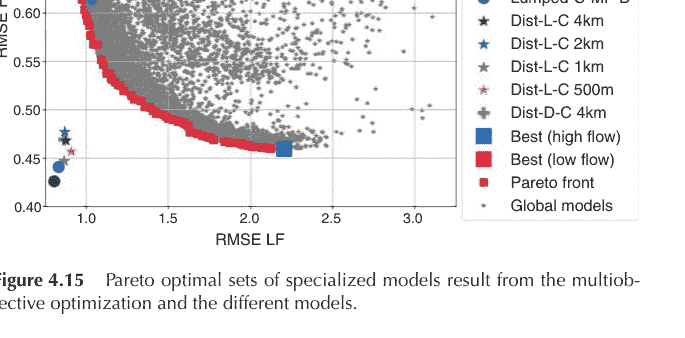 0.60
0.55
0.50
0.45
0.40
1.0 1.5 2.0 2.5 3.0
RMSE LF
Dist-L-C 4km
Dist-L-C 2km
Dist-L-C 1km
Dist-L-C 500m
Dist-D-C 4km
Best (high flow)
Best (low flow)
Pareto front
Global models
igure 4.15 Pareto optimal sets of specialized models result from the multiob-
ective optimization and the different models.